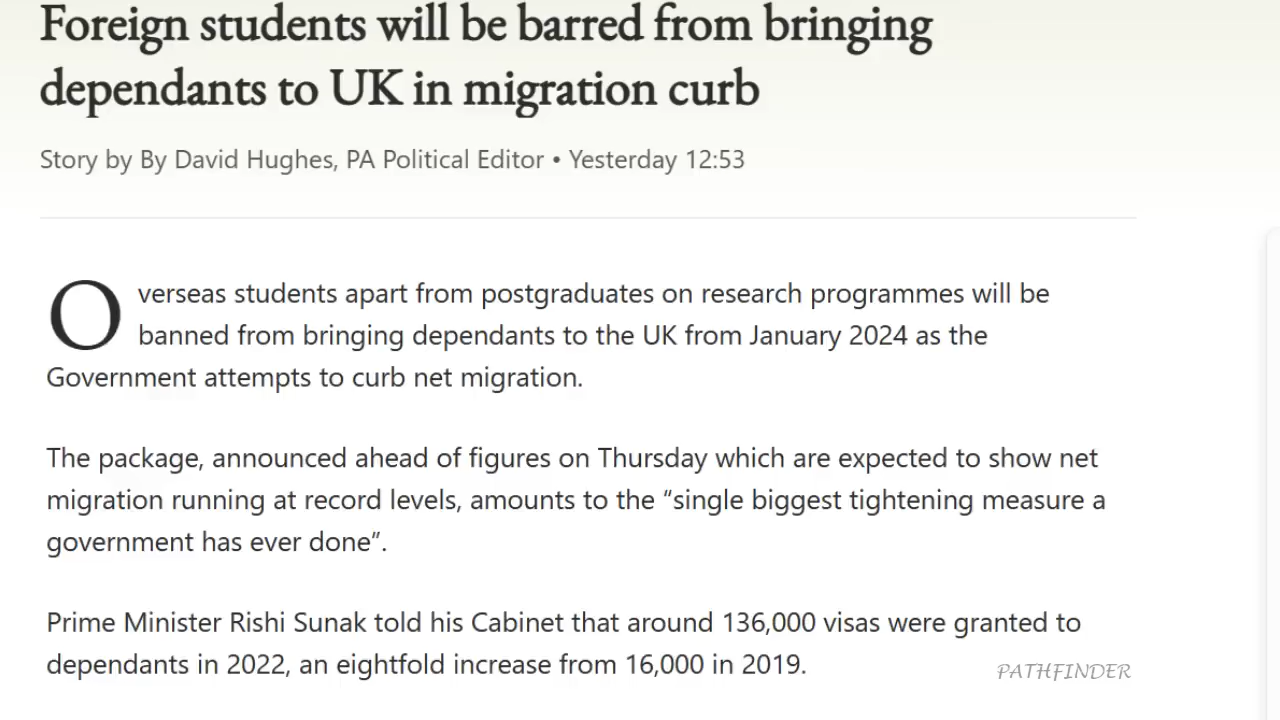 Foreign students will be barred from bringing
dependants to UK in migration curb
Story by By David Hughes, PA Political Editor • Yesterday 12:53
Overseas students apart from postgraduates on research programmes will be
banned from bringing dependants to the UK from January 2024 as the
Government attempts to curb net migration.
The package, announced ahead of figures on Thursday which are expected to show net
migration running at record levels, amounts to the “single biggest tightening measure a
government has ever done”.
Prime Minister Rishi Sunak told his Cabinet that around 136,000 visas were granted to
dependants in 2022, an eightfold increase from 16,000 in 2019.
PATHFINDER